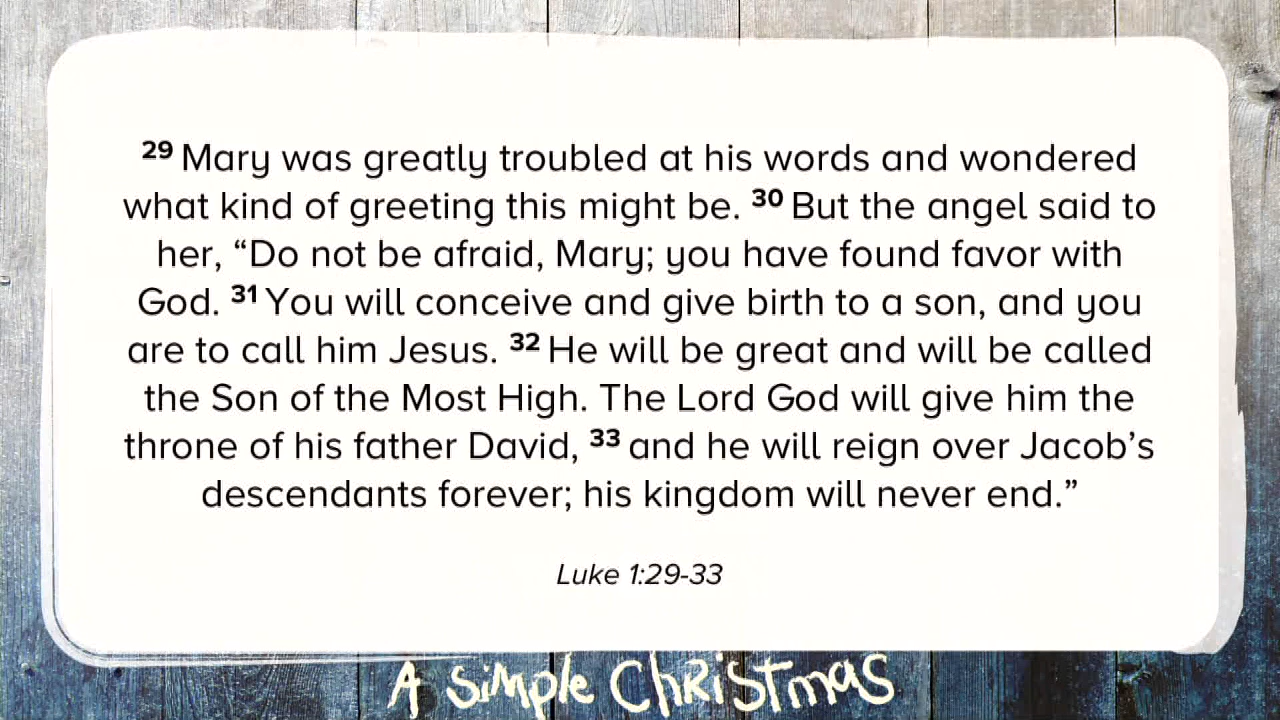 29 Mary was greatly troubled at his words and wondered
what kind of greeting this might be. 30 But the angel said to
her, “Do not be afraid, Mary; you have found favor with
God. 31 You will conceive and give birth to a son, and you
are to call him Jesus. 32 He will be great and will be called
the Son of the Most High. The Lord God will give him the
throne of his father David, 33 and he will reign over Jacob’s
descendants forever; his kingdom will never end.”
Luke 1:29-33
A Simple Christmas